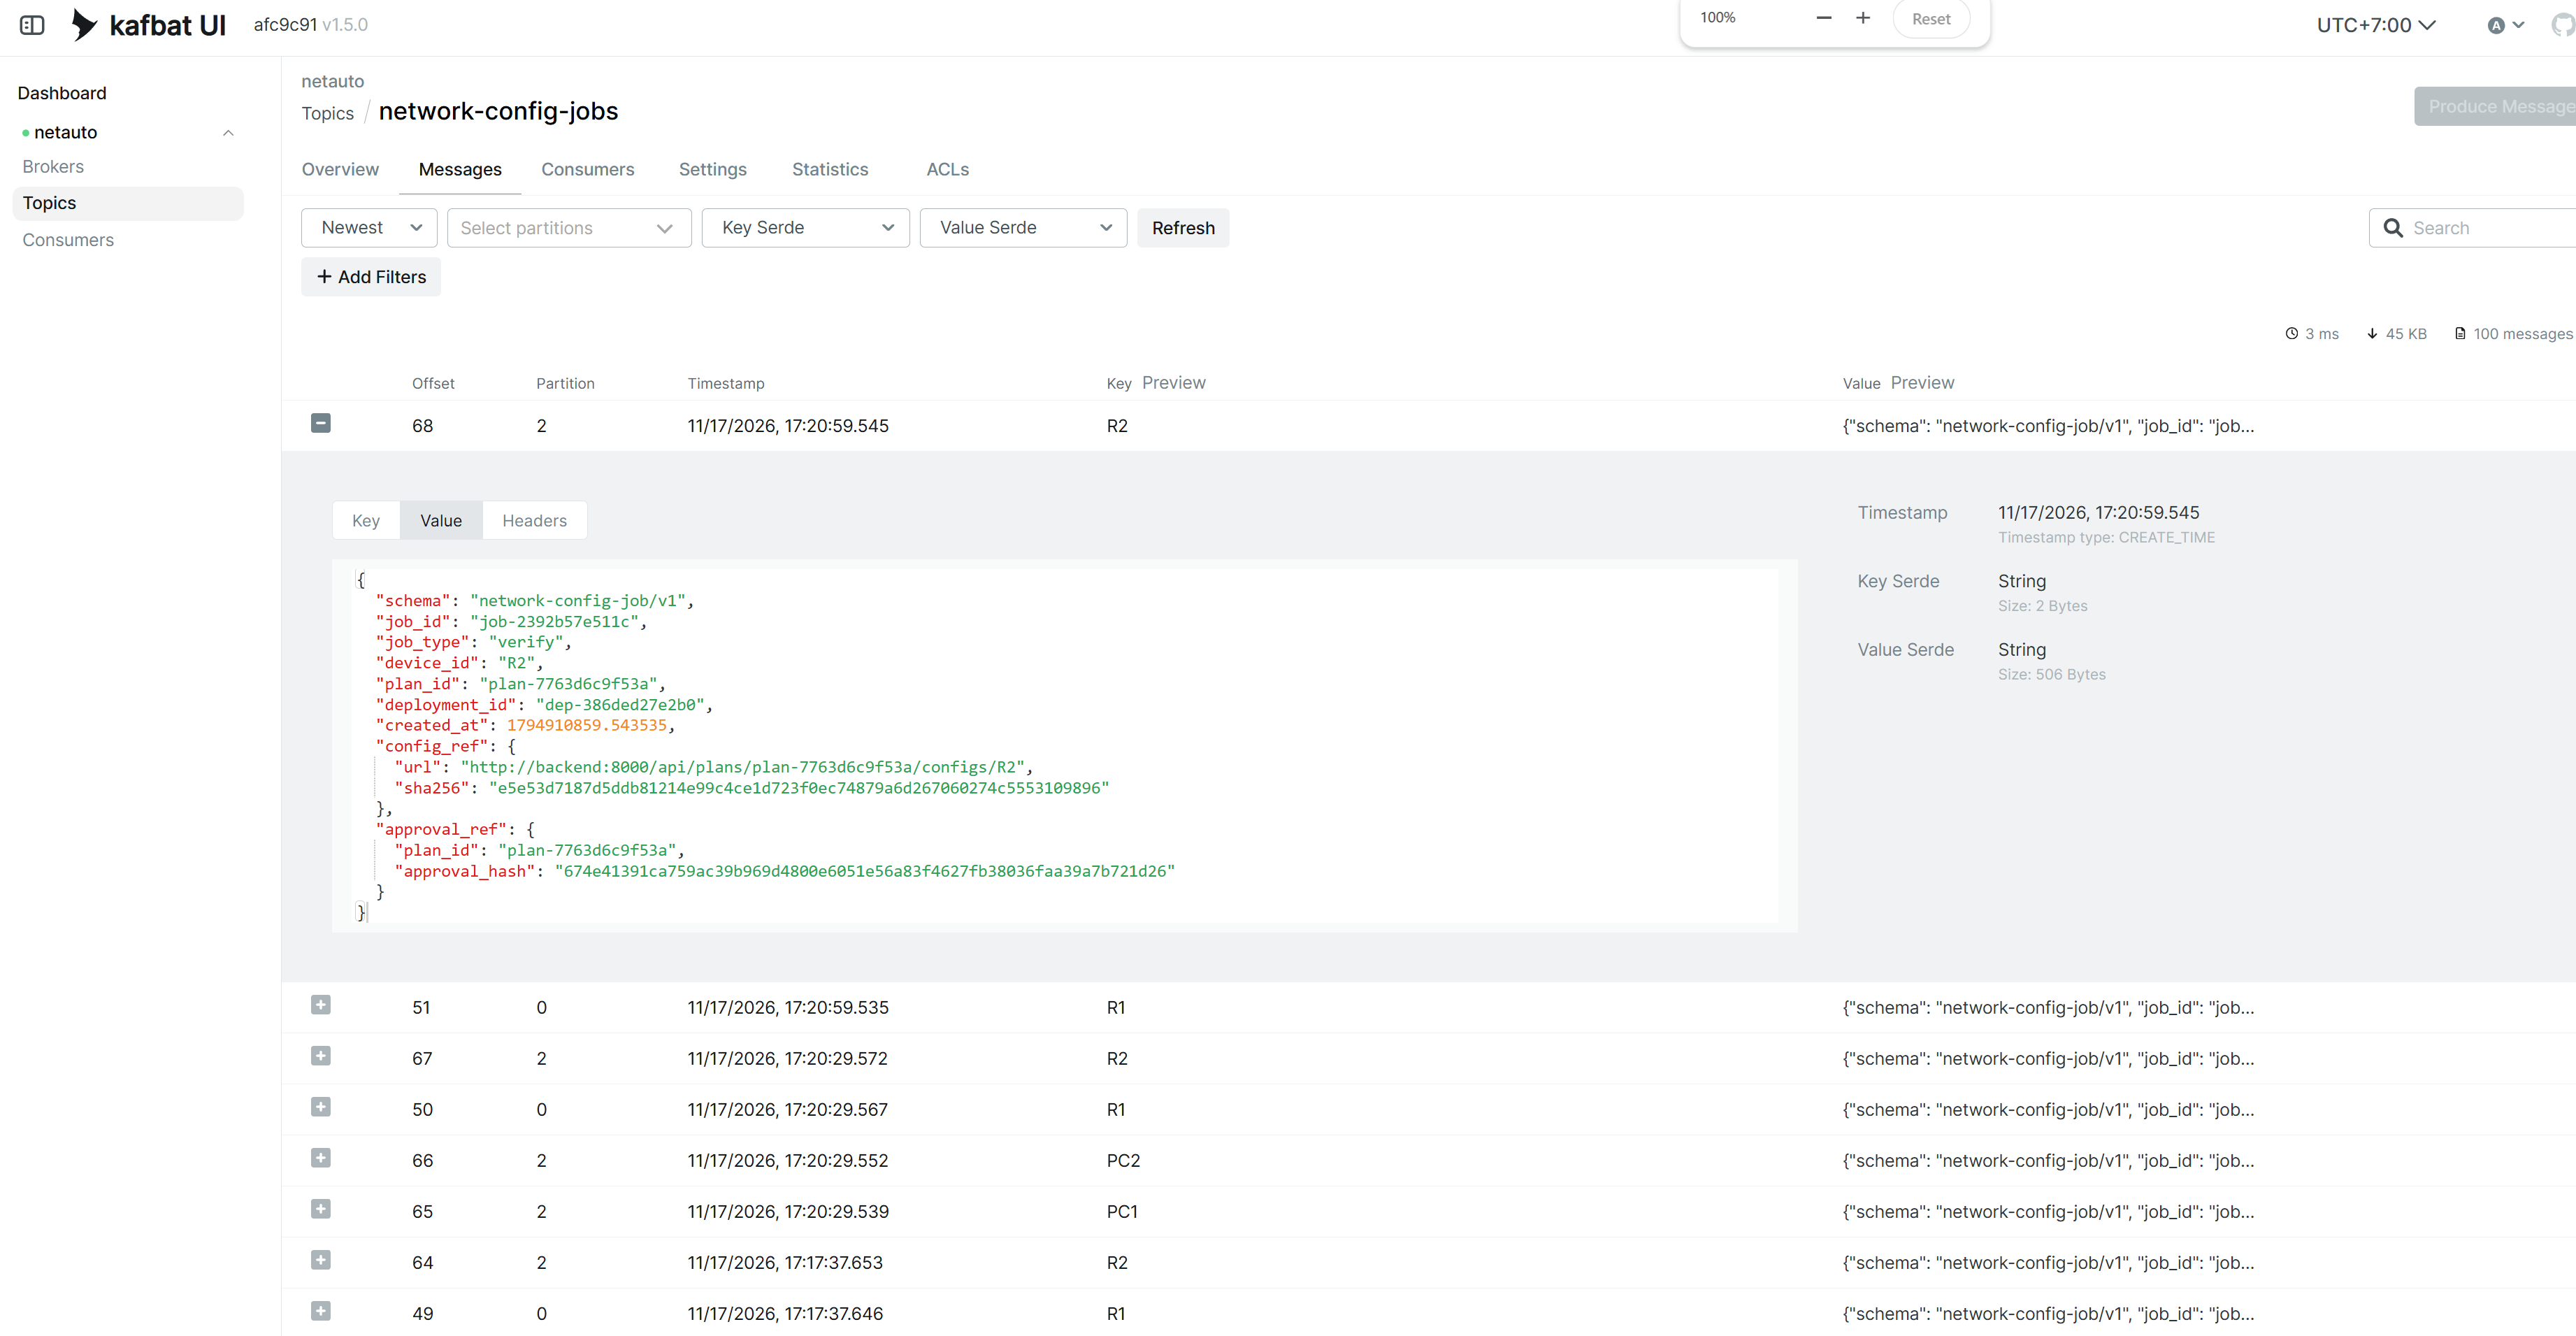 kafbat UI afc9c91 v1.5.0
100% Reset
UTC+7:00 A
Dashboard
netauto
Brokers
Topics
Consumers
netauto
Topics / network-config-jobs
Produce Message
Overview Messages Consumers Settings Statistics ACLs
Newest Select partitions Key Serde Value Serde Refresh Search
+ Add Filters
3 ms 45 KB 100 messages
Offset Partition Timestamp Key Preview Value Preview
68 2 11/17/2026, 17:20:59.545 R2 {"schema": "network-config-job/v1", "job_id": "job...
Key Value Headers
{
"schema": "network-config-job/v1",
"job_id": "job-2392b57e511c",
"job_type": "verify",
"device_id": "R2",
"plan_id": "plan-7763d6c9f53a",
"deployment_id": "dep-386ded27e2b0",
"created_at": 1794910859.543535,
"config_ref": {
"url": "http://backend:8000/api/plans/plan-7763d6c9f53a/configs/R2",
"sha256": "e5e53d7187d5ddb81214e99c4ce1d723f0ec74879a6d267060274c5553109896"
},
"approval_ref": {
"plan_id": "plan-7763d6c9f53a",
"approval_hash": "674e41391ca759ac39b969d4800e6051e56a83f4627fb38036faa39a7b721d26"
}
}
Timestamp 11/17/2026, 17:20:59.545
Timestamp type: CREATE_TIME
Key Serde String
Size: 2 Bytes
Value Serde String
Size: 506 Bytes
51 0 11/17/2026, 17:20:59.535 R1 {"schema": "network-config-job/v1", "job_id": "job...
67 2 11/17/2026, 17:20:29.572 R2 {"schema": "network-config-job/v1", "job_id": "job...
50 0 11/17/2026, 17:20:29.567 R1 {"schema": "network-config-job/v1", "job_id": "job...
66 2 11/17/2026, 17:20:29.552 PC2 {"schema": "network-config-job/v1", "job_id": "job...
65 2 11/17/2026, 17:20:29.539 PC1 {"schema": "network-config-job/v1", "job_id": "job...
64 2 11/17/2026, 17:17:37.653 R2 {"schema": "network-config-job/v1", "job_id": "job...
49 0 11/17/2026, 17:17:37.646 R1 {"schema": "network-config-job/v1", "job_id": "job...